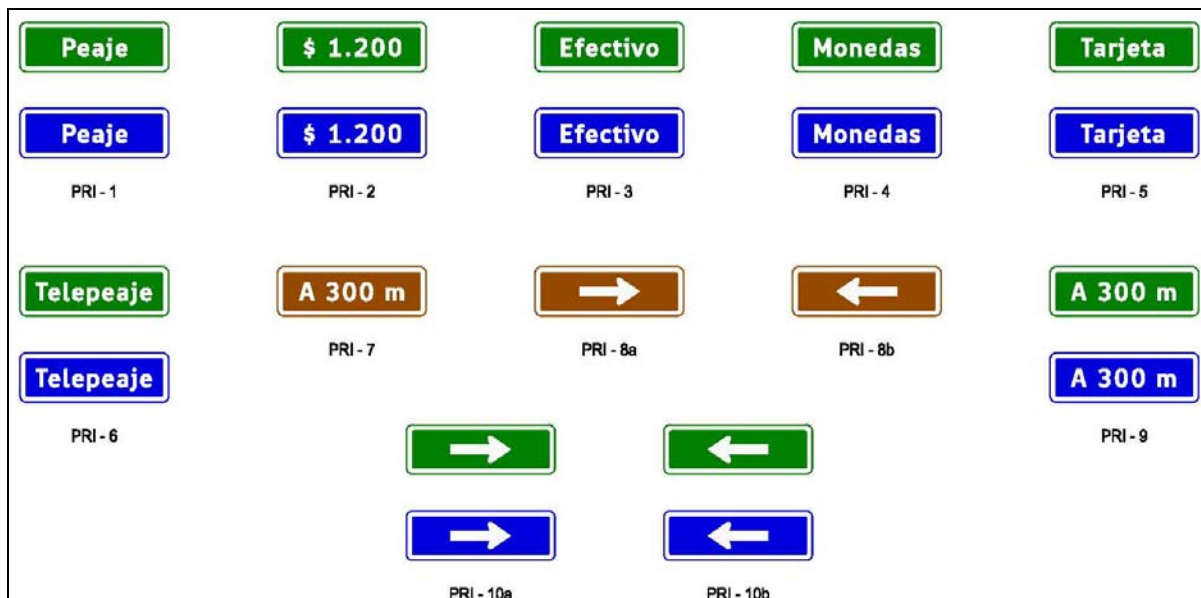 Peaje
$ 1.200
Efectivo
Monedas
Tarjeta
Peaje
$ 1.200
Efectivo
Monedas
Tarjeta
PRI - 1
PRI - 2
PRI - 3
PRI - 4
PRI - 5
Telepeaje
A 300 m
A 300 m
PRI - 7
PRI - 8a
PRI - 8b
Telepeaje
A 300 m
PRI - 6
PRI - 9
PRI - 10a
PRI - 10b